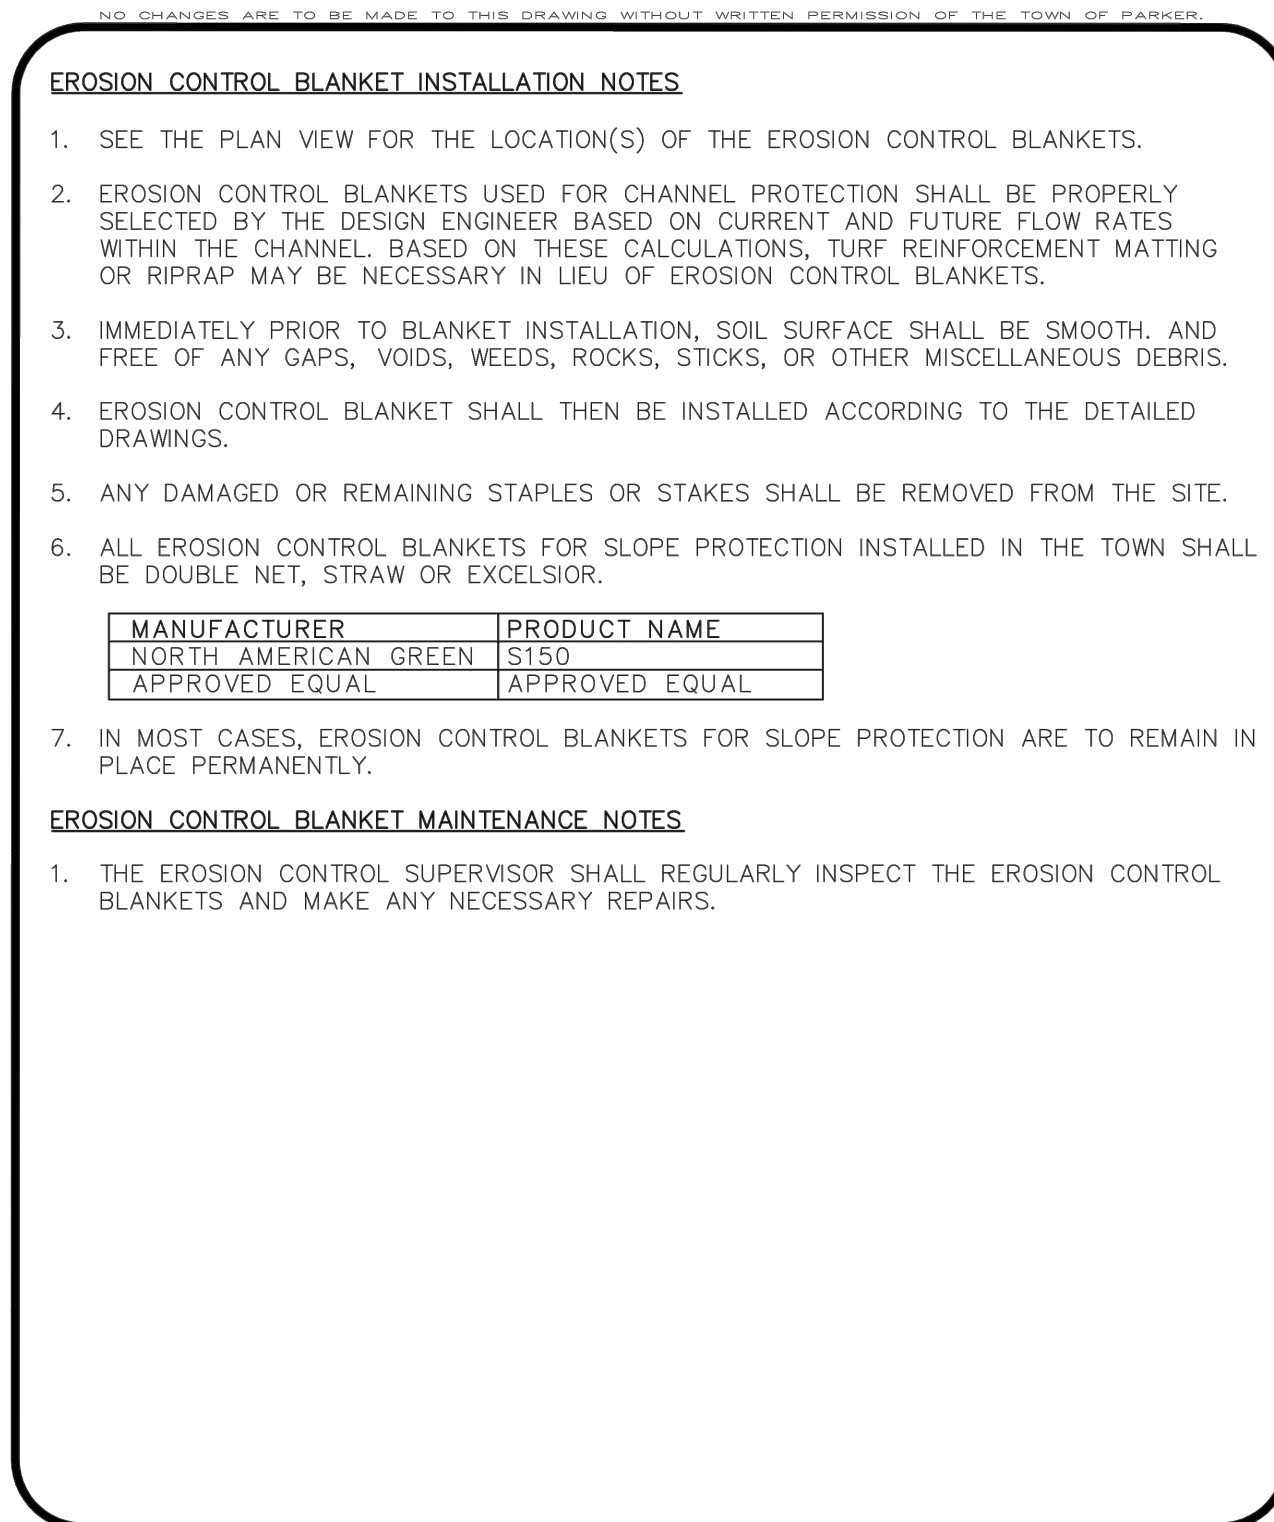 NO CHANGES ARE TO BE MADE TO THIS DRAWING WITHOUT WRITTEN PERMISSION OF THE TOWN OF PARKER.
EROSION CONTROL BLANKET INSTALLATION NOTES
1. SEE THE PLAN VIEW FOR THE LOCATION(S) OF THE EROSION CONTROL BLANKETS.
2. EROSION CONTROL BLANKETS USED FOR CHANNEL PROTECTION SHALL BE PROPERLY
SELECTED BY THE DESIGN ENGINEER BASED ON CURRENT AND FUTURE FLOW RATES
WITHIN THE CHANNEL. BASED ON THESE CALCULATIONS, TURF REINFORCEMENT MATTING
OR RIPRAP MAY BE NECESSARY IN LIEU OF EROSION CONTROL BLANKETS.
3. IMMEDIATELY PRIOR TO BLANKET INSTALLATION, SOIL SURFACE SHALL BE SMOOTH. AND
FREE OF ANY GAPS, VOIDS, WEEDS, ROCKS, STICKS, OR OTHER MISCELLANEOUS DEBRIS.
4. EROSION CONTROL BLANKET SHALL THEN BE INSTALLED ACCORDING TO THE DETAILED
DRAWINGS.
5. ANY DAMAGED OR REMAINING STAPLES OR STAKES SHALL BE REMOVED FROM THE SITE.
6. ALL EROSION CONTROL BLANKETS FOR SLOPE PROTECTION INSTALLED IN THE TOWN SHALL
BE DOUBLE NET, STRAW OR EXCELSIOR.
MANUFACTURER PRODUCT NAME
NORTH AMERICAN GREEN S150
APPROVED EQUAL APPROVED EQUAL
7. IN MOST CASES, EROSION CONTROL BLANKETS FOR SLOPE PROTECTION ARE TO REMAIN IN
PLACE PERMANENTLY.
EROSION CONTROL BLANKET MAINTENANCE NOTES
1. THE EROSION CONTROL SUPERVISOR SHALL REGULARLY INSPECT THE EROSION CONTROL
BLANKETS AND MAKE ANY NECESSARY REPAIRS.